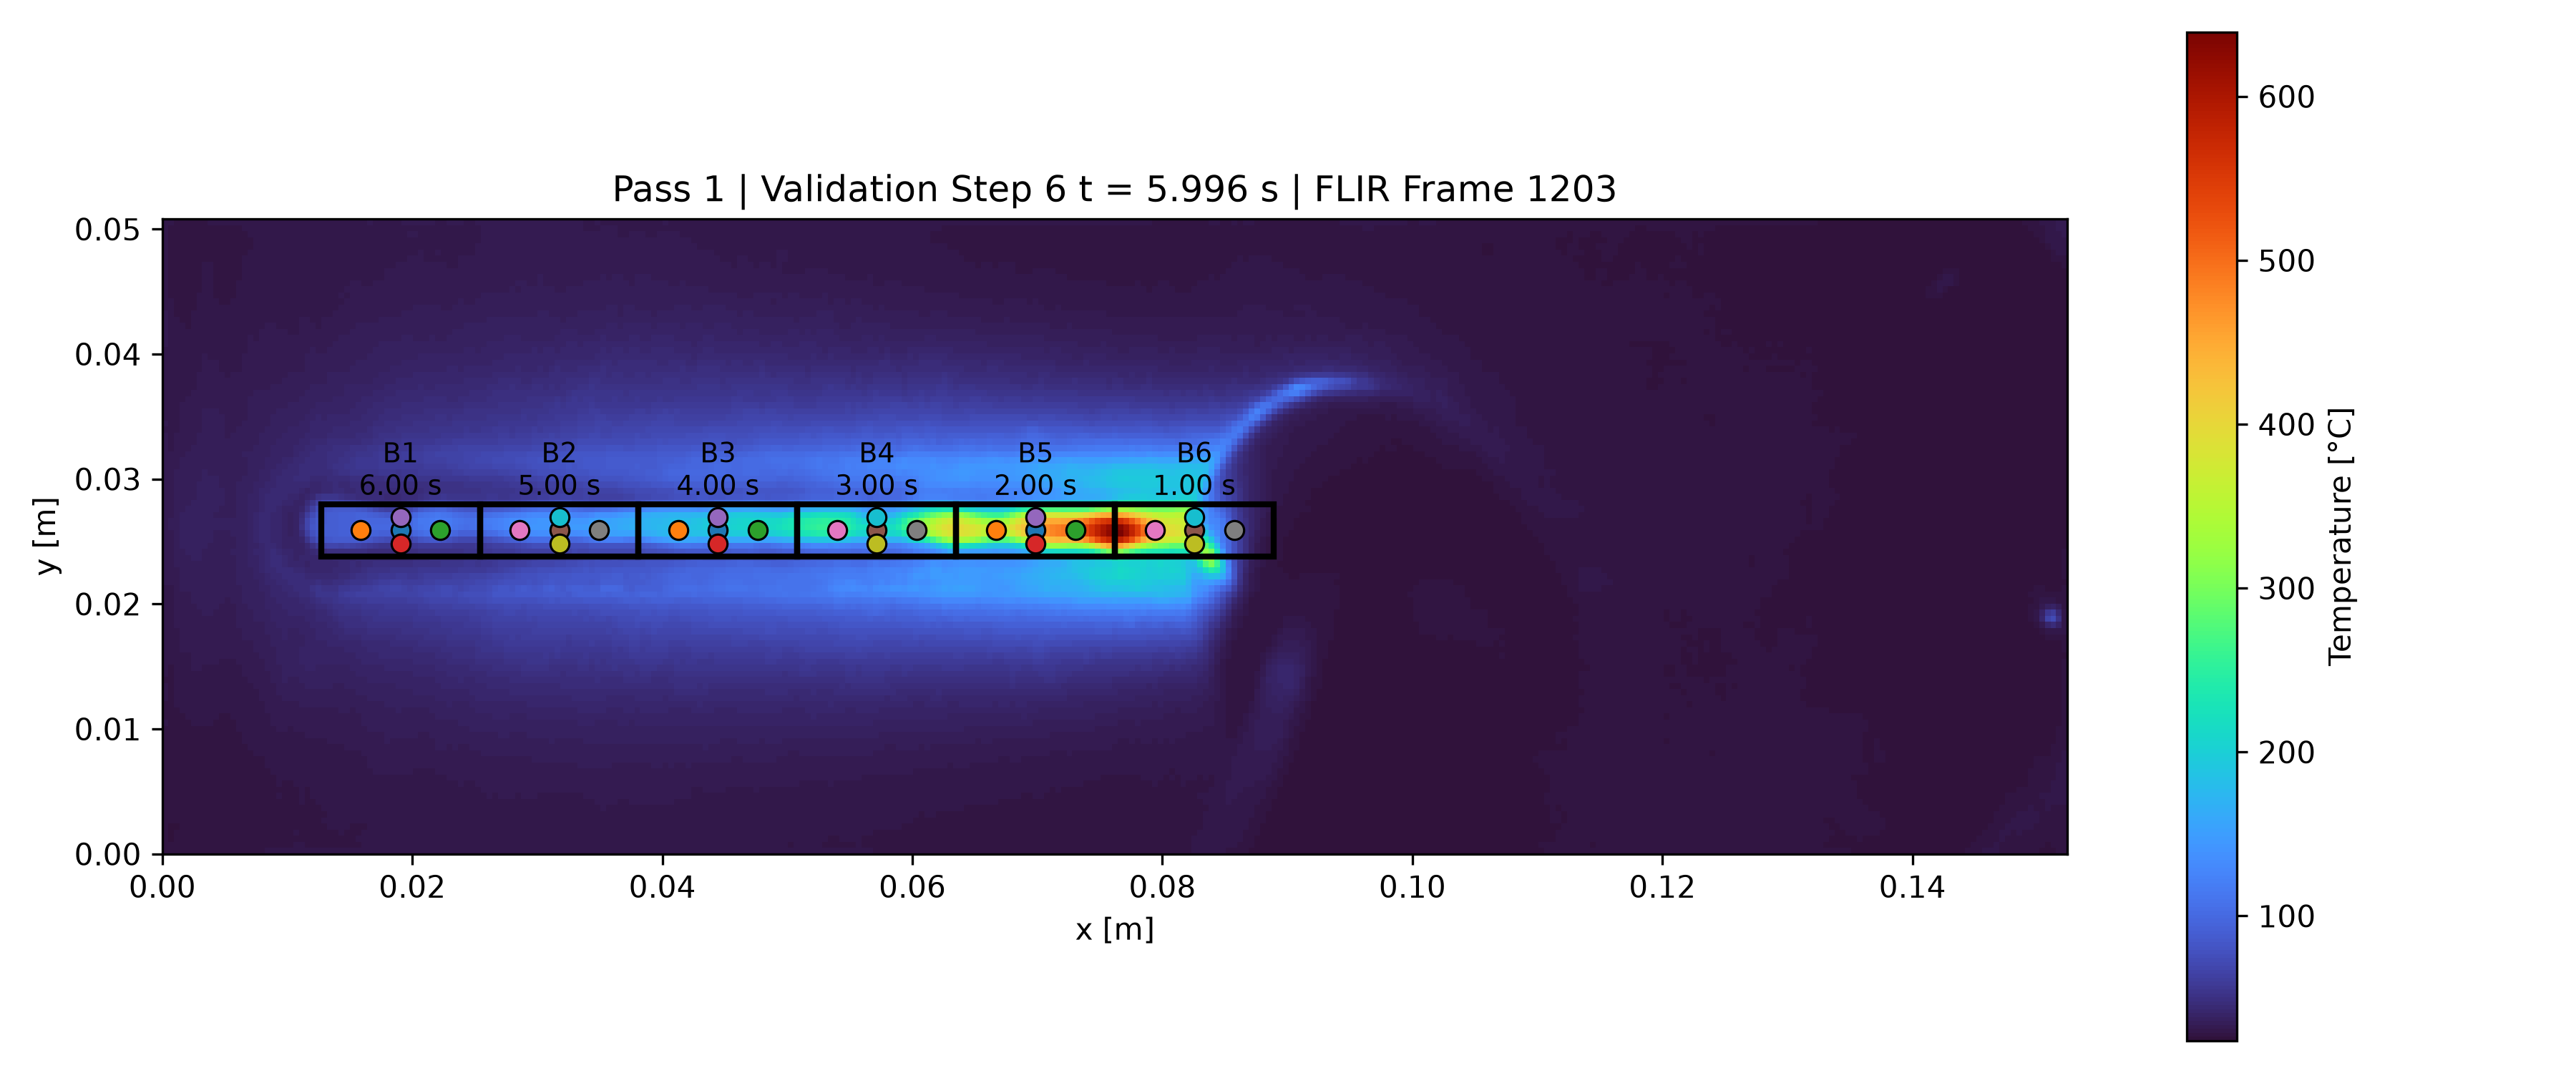 Pass 1 | Validation Step 6 t = 5.996 s | FLIR Frame 1203
0.05
0.04
0.03
0.02
0.01
0.00
y [m]
B1 B2 B3 B4 B5 B6
6.00 s 5.00 s 4.00 s 3.00 s 2.00 s 1.00 s
0.00 0.02 0.04 0.06 0.08 0.10 0.12 0.14
x [m]
600
500
400
300
200
100
Temperature [°C]